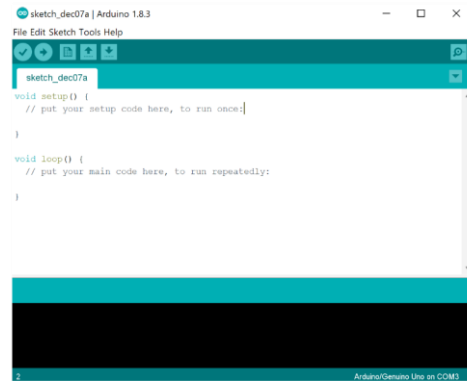 sketch_dec07a | Arduino 1.8.3
File Edit Sketch Tools Help
sketch_dec07a
void setup() {
  // put your setup code here, to run once:
}
void loop() {
  // put your main code here, to run repeatedly:
}
2
Arduino/Genuino Uno on COM3